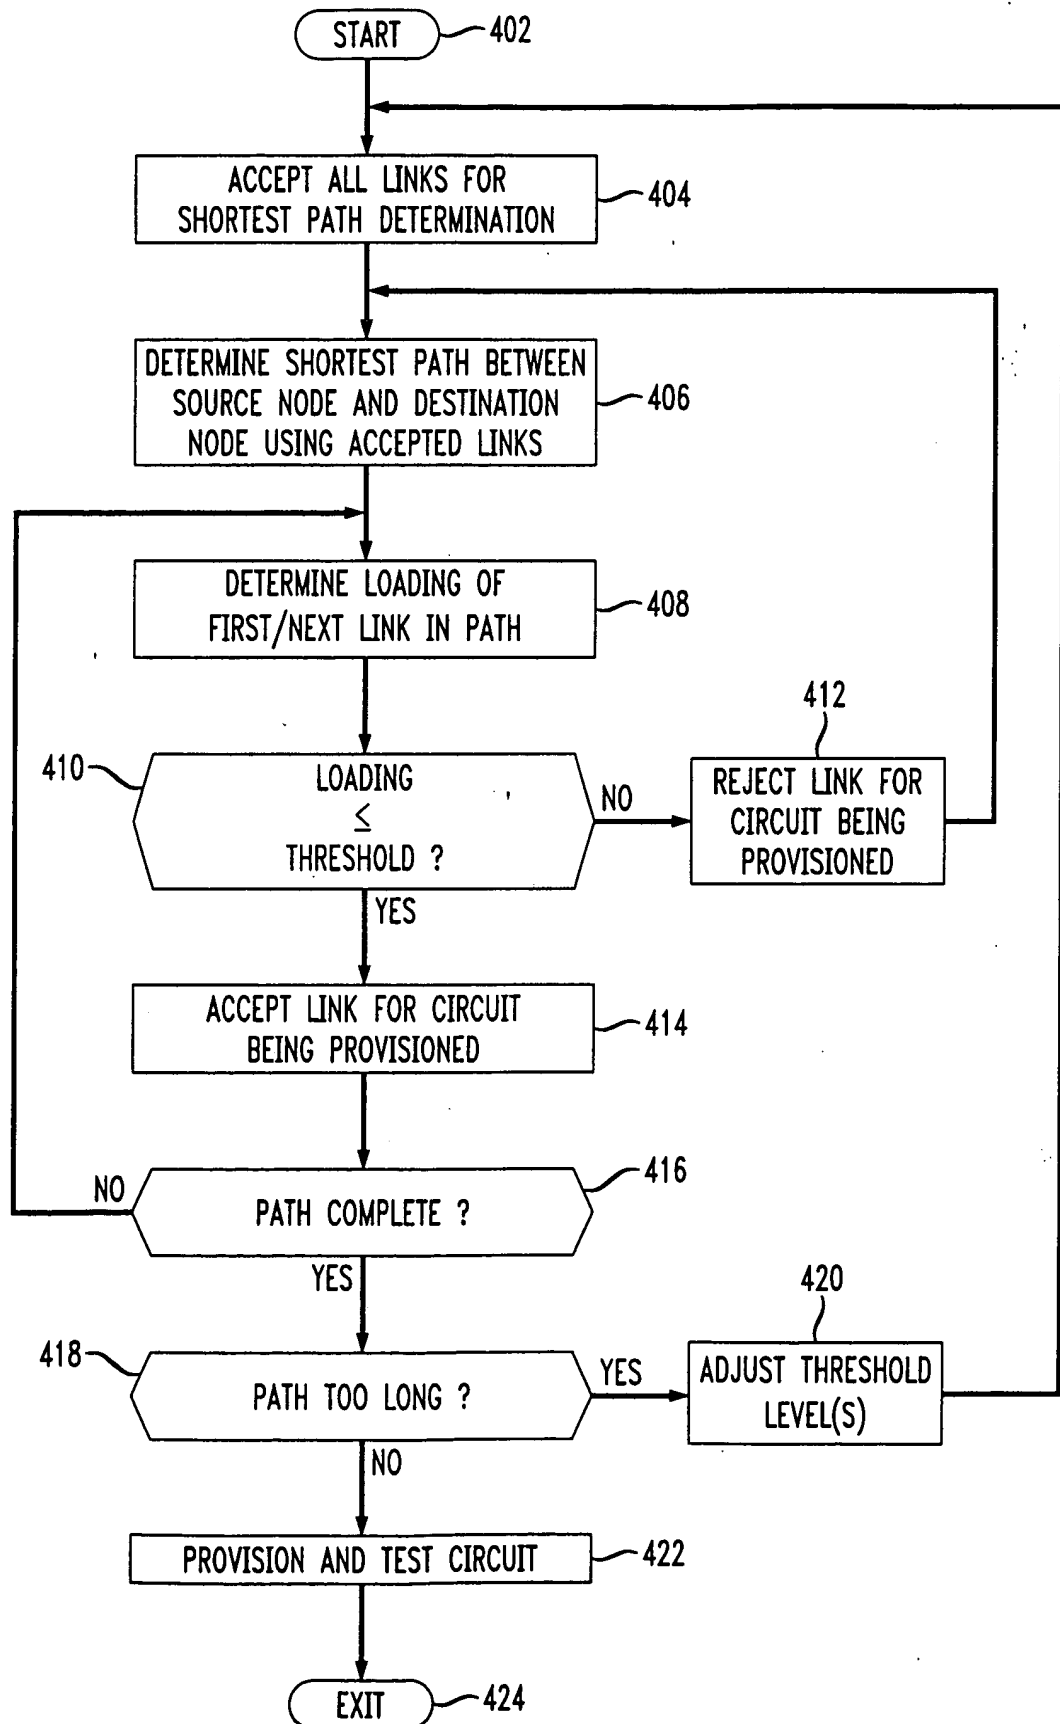 START
402
ACCEPT ALL LINKS FOR
SHORTEST PATH DETERMINATION
404
DETERMINE SHORTEST PATH BETWEEN
SOURCE NODE AND DESTINATION
NODE USING ACCEPTED LINKS
406
DETERMINE LOADING OF
FIRST/NEXT LINK IN PATH
408
410
LOADING
≤
THRESHOLD ?
NO
412
REJECT LINK FOR
CIRCUIT BEING
PROVISIONED
YES
ACCEPT LINK FOR CIRCUIT
BEING PROVISIONED
414
NO
PATH COMPLETE ?
416
YES
418
PATH TOO LONG ?
YES
420
ADJUST THRESHOLD
LEVEL(S)
NO
PROVISION AND TEST CIRCUIT
422
EXIT
424